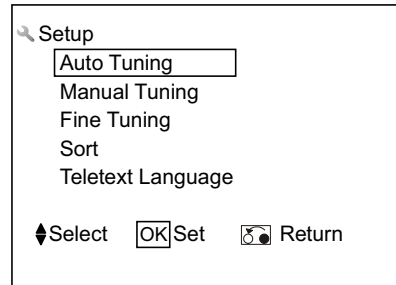 Setup
Auto Tuning
Manual Tuning
Fine Tuning
Sort
Teletext Language
Select OK Set Return